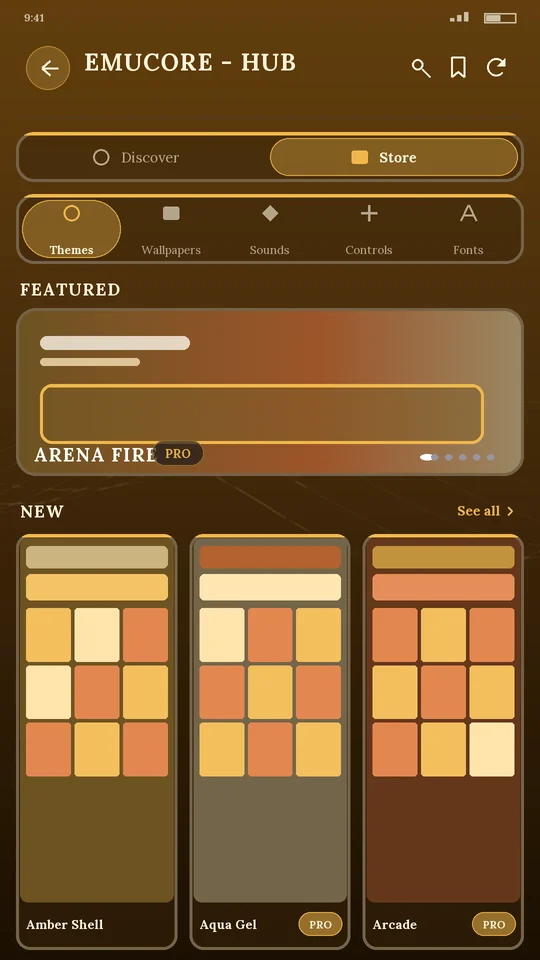 9:41
EMUCORE - HUB
Discover
Store
Themes
Wallpapers
Sounds
Controls
Fonts
FEATURED
ARENA FIRE
PRO
NEW
See all
Amber Shell
Aqua Gel
PRO
Arcade
PRO